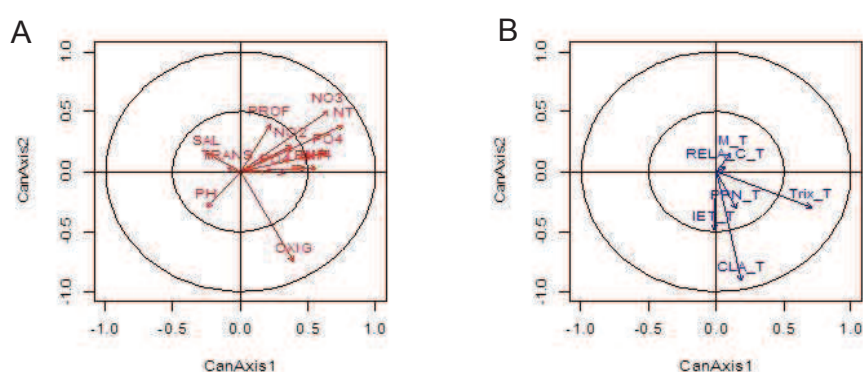 A
CanAxis2
1.0
0.5
0.0
-0.5
-1.0
NO3
PROF
NT
NO2
PO4
SAL
TRANS
PH
-1.0 -0.5 0.0 0.5 1.0
CanAxis1
B
CanAxis2
1.0
0.5
0.0
-0.5
-1.0
M_T
RELA_C_T
PPN_T
Trix_T
IET_T
CLA_T
-1.0 -0.5 0.0 0.5 1.0
CanAxis1